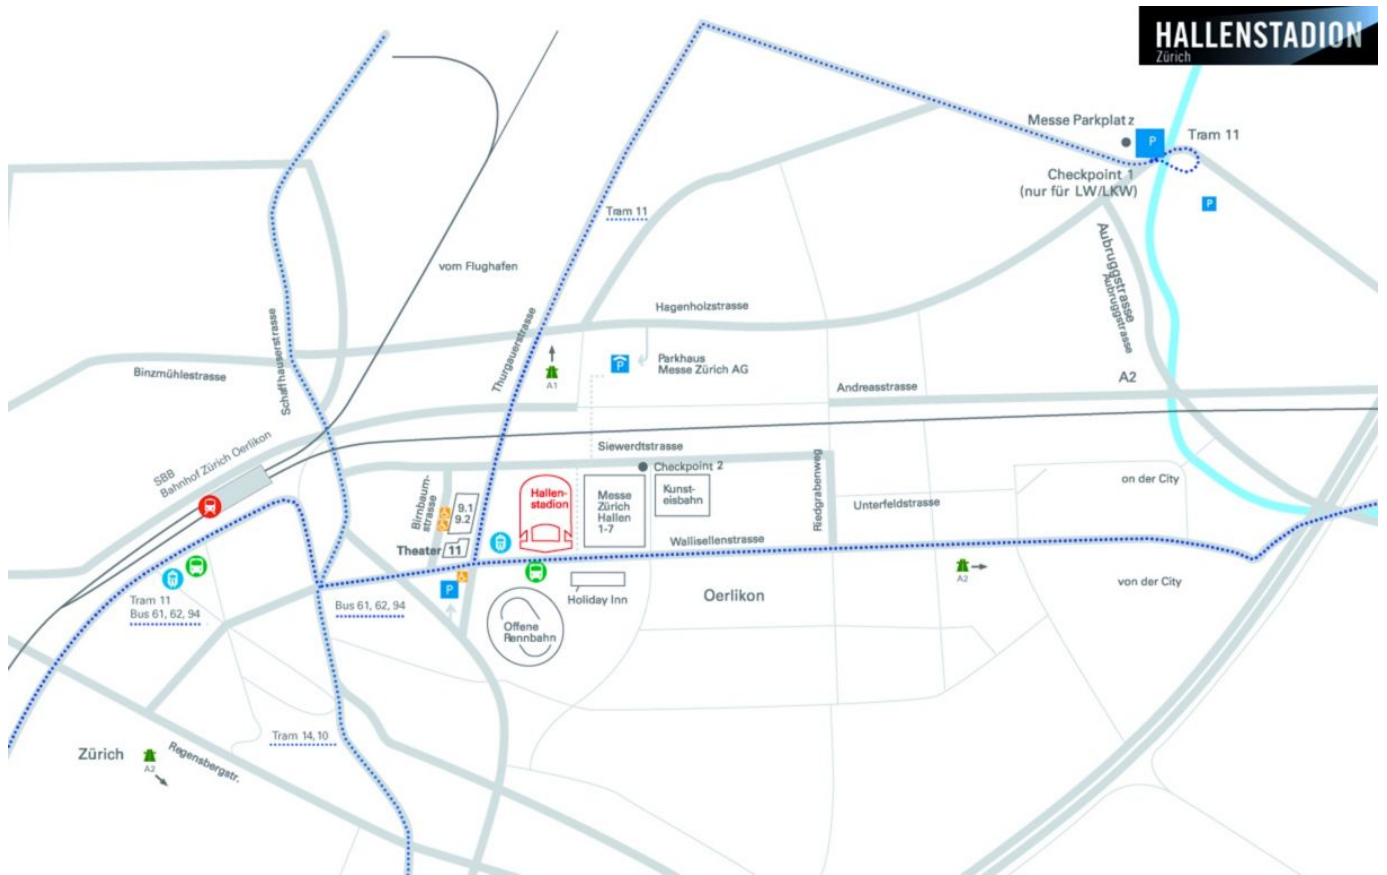 HALLENSTADION
Zürich
Messe Parkplatz
Tram 11
P
Checkpoint 1
(nur für LW/LKW)
P
Tram 11
Aubruggstrasse
Aubruggstrasse
vom Flughafen
Schaffhauserstrasse
Thurgauerstrasse
Hagenholzstrasse
Binzmühlestrasse
P
Parkhaus
Messe Zürich AG
A1
A2
Andreasstrasse
SBB
Bahnhof Zürich Oerlikon
Siewerdtstrasse
Checkpoint 2
Birnbaum-
strasse
9.1
9.2
Hallen-
stadion
Messe
Zürich
Hallen
1-7
Kunst-
eisbahn
Riedgrabenweg
Unterfeldstrasse
on der City
Wallisellenstrasse
Theater 11
A2
von der City
P
Holiday Inn
Oerlikon
Tram 11
Bus 61, 62, 94
Bus 61, 62, 94
Offene
Rennbahn
Tram 14,10
Zürich
A2
Regensbergstr.